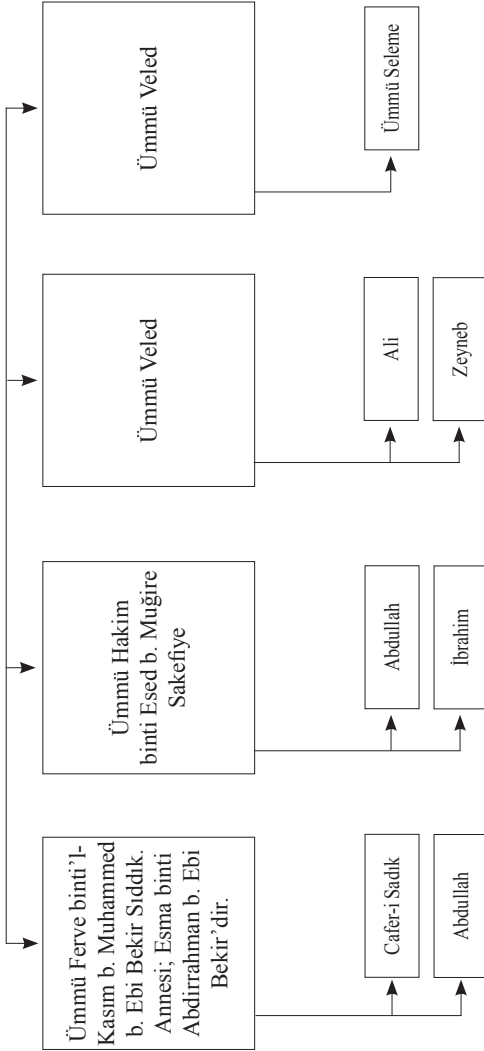 Ümmü Ferve binti’l-
Kasım b. Muhammed
b. Ebi Bekir Sıddık.
Annesi; Esma binti
Abdirrahman b. Ebi
Bekir’dir.
Cafer-i Sadık
Abdullah
Ümmü Hakim
binti Esed b. Muğire
Sakefiye
Abdullah
İbrahim
Ümmü Veled
Ali
Zeyneb
Ümmü Veled
Ümmü Seleme